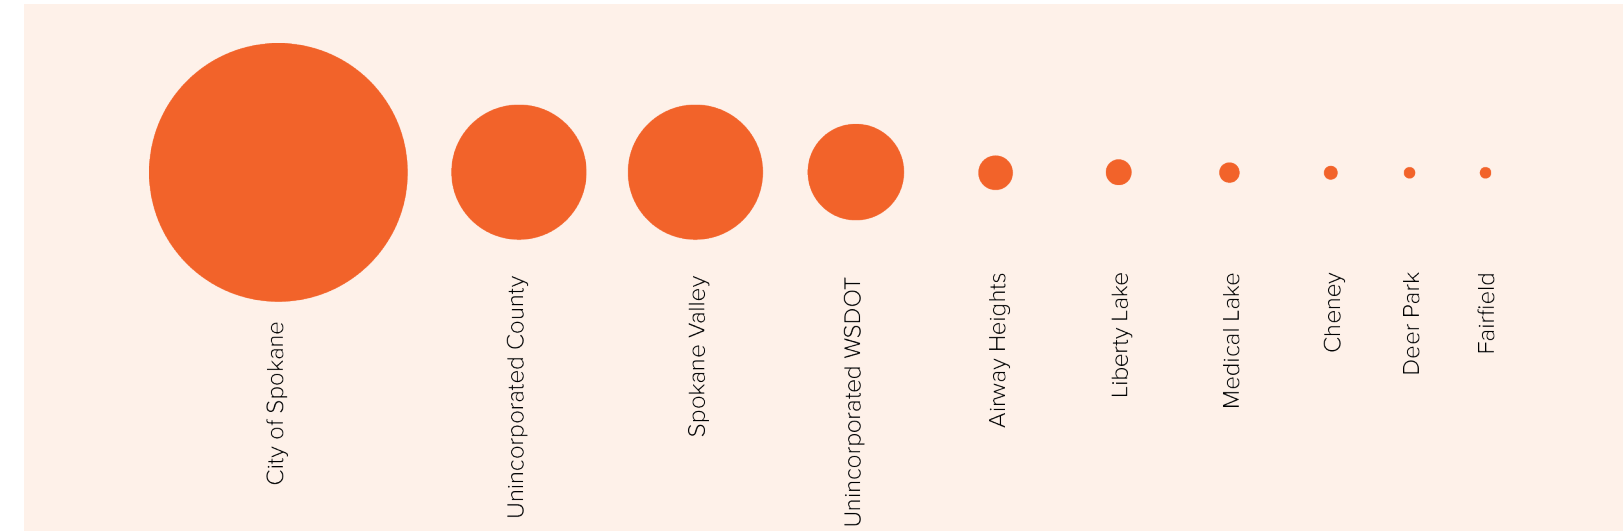 City of Spokane
Unincorporated County
Spokane Valley
Unincorporated WSDOT
Airway Heights
Liberty Lake
Medical Lake
Cheney
Deer Park
Fairfield